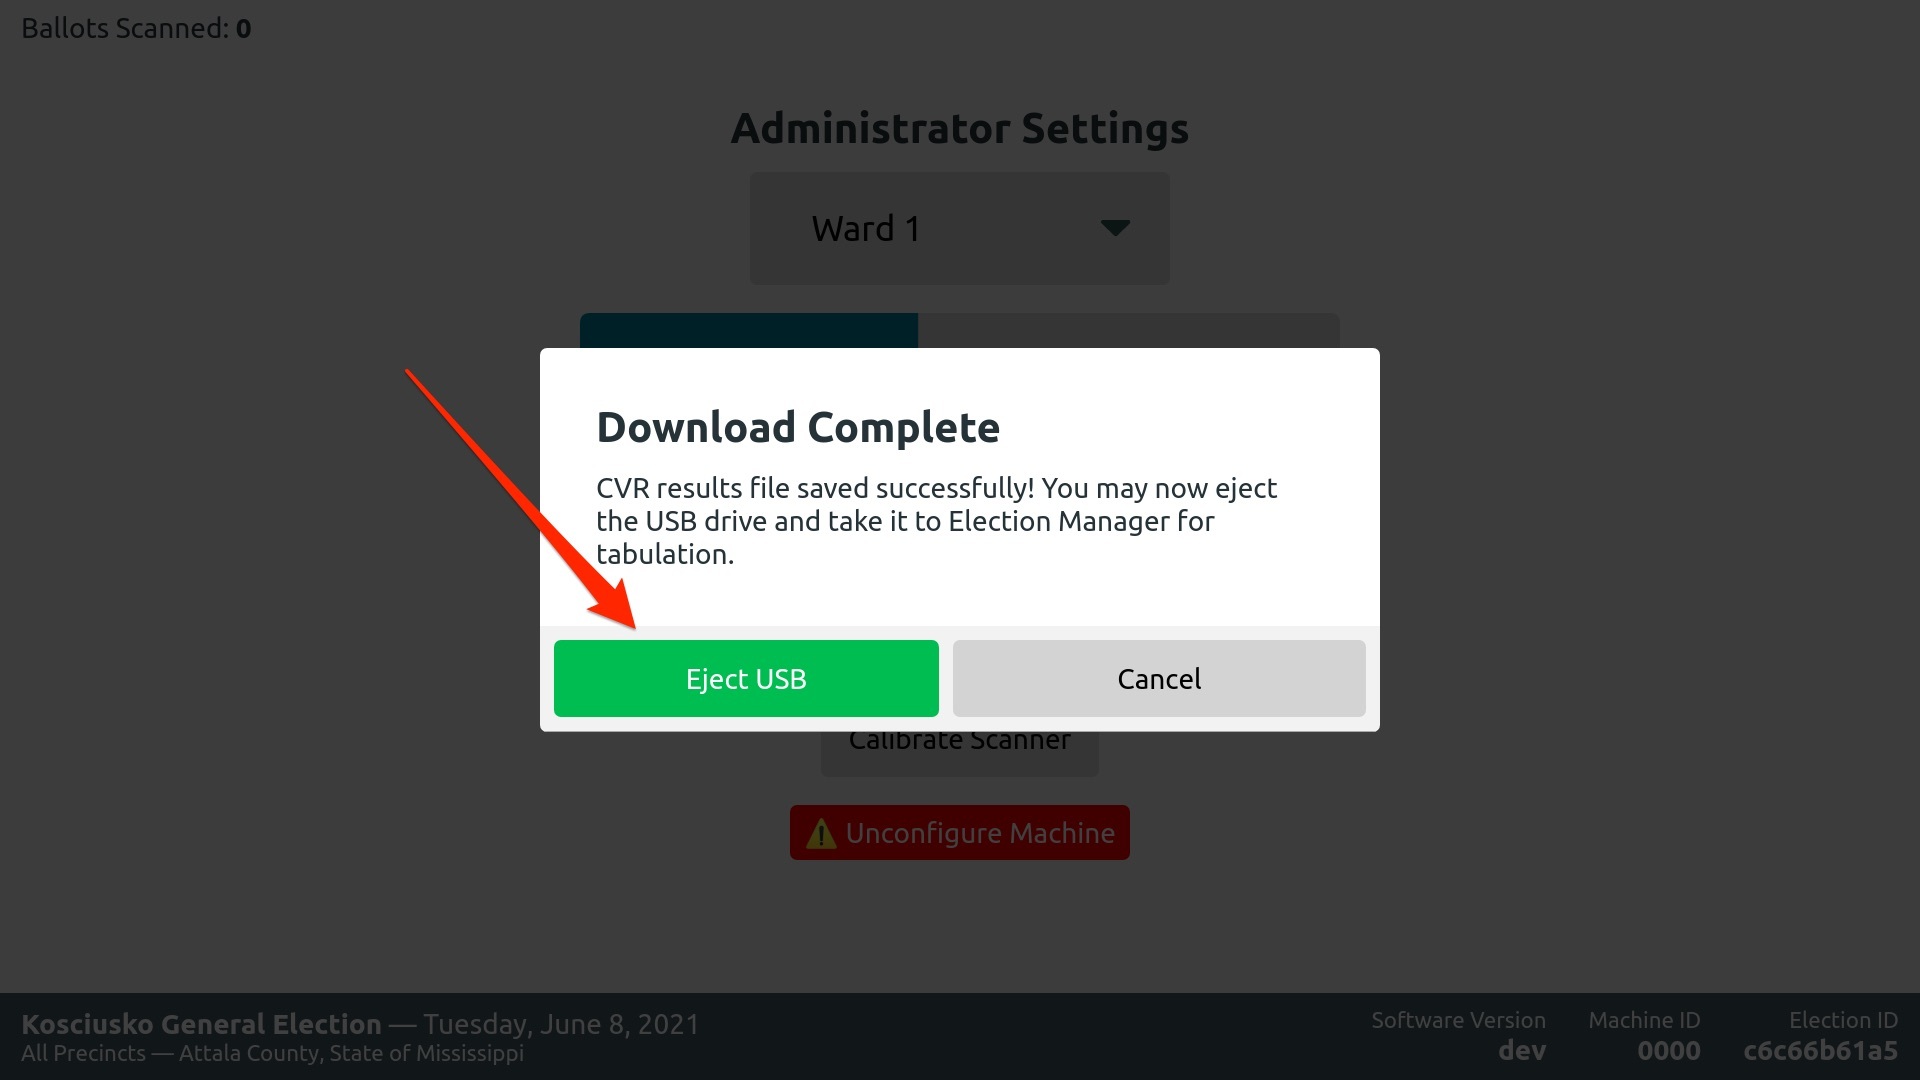 Ballots Scanned: 0
Administrator Settings
Ward 1
Download Complete
CVR results file saved successfully! You may now eject
the USB drive and take it to Election Manager for
tabulation.
Eject USB
Cancel
Calibrate Scanner
⚠ Unconfigure Machine
Kosciusko General Election — Tuesday, June 8, 2021
All Precincts — Attala County, State of Mississippi
Software Version
dev
Machine ID
0000
Election ID
c6c66b61a5